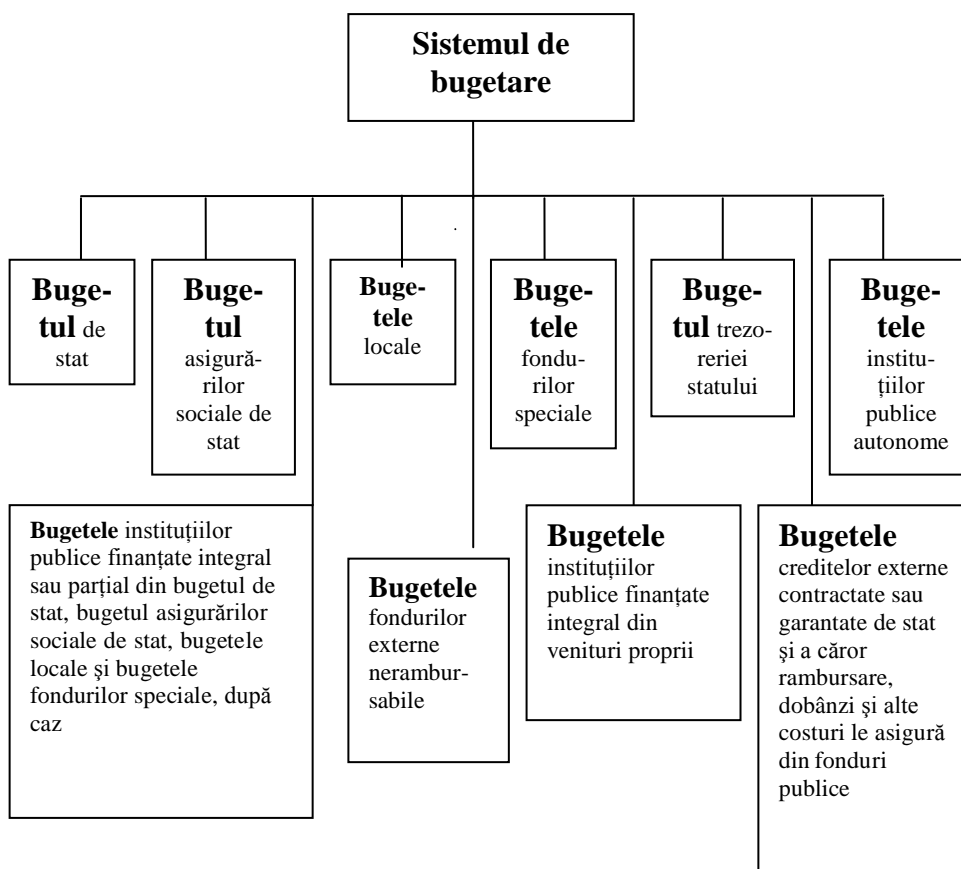 Sistemul de
bugetare
Buge-
tul de
stat
Buge-
tul
asigură-
rilor
sociale de
stat
Buge-
tele
locale
Buge-
tele
fondu-
rilor
speciale
Buge-
tul trezo-
reriei
statului
Buge-
tele
institu-
țiilor
publice
autonome
Bugetele instituțiilor
publice finanțate integral
sau parțial din bugetul de
stat, bugetul asigurărilor
sociale de stat, bugetele
locale şi bugetele
fondurilor speciale, după
caz
Bugetele
fondurilor
externe
nerambur-
sabile
Bugetele
instituțiilor
publice finanțate
integral din
venituri proprii
Bugetele
creditelor externe
contractate sau
garantate de stat
şi a căror
rambursare,
dobânzi şi alte
costuri le asigură
din fonduri
publice